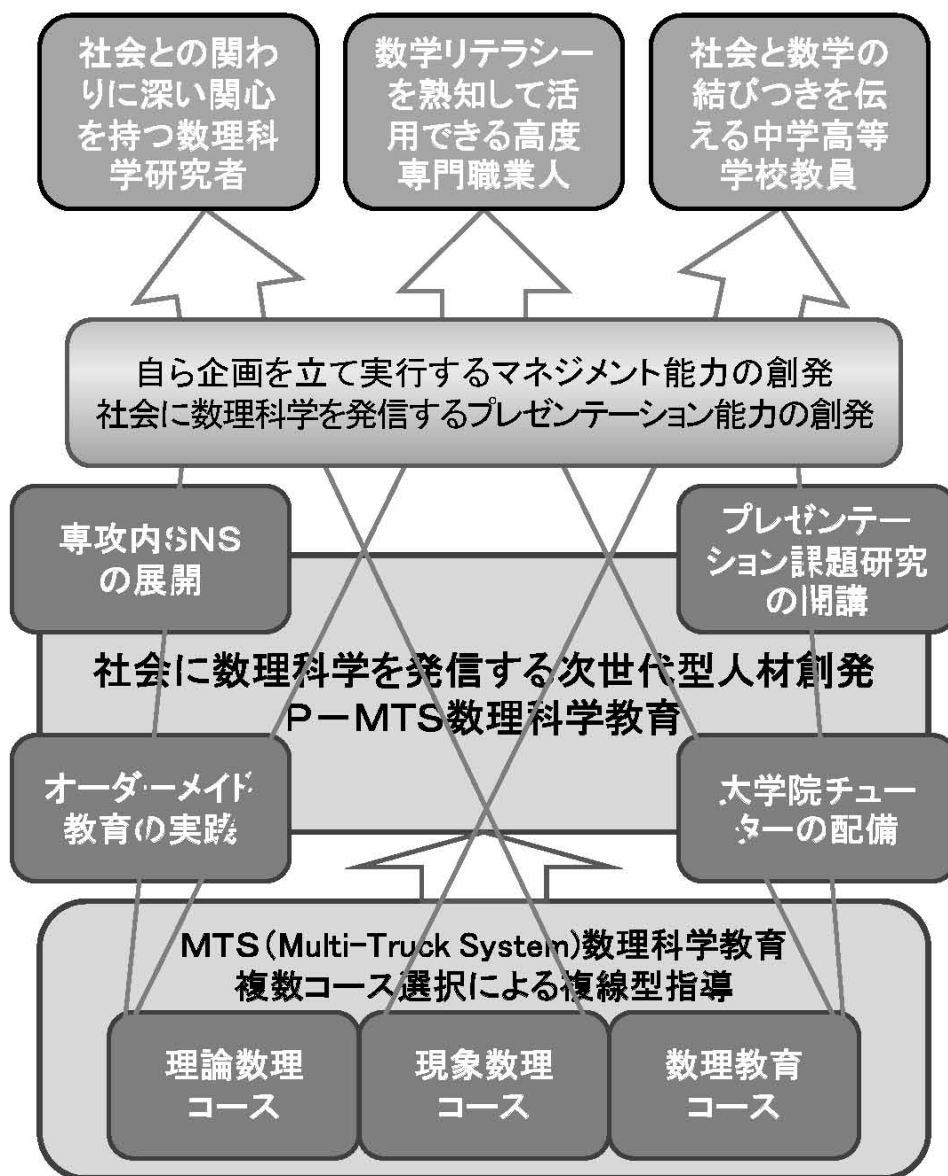 社会との関わ
りに深い関心
を持つ数理科
学研究者
数学リテラシー
を熟知して活
用できる高度
専門職業人
社会と数学の
結びつきを伝
える中学高等
学校教員
自ら企画を立て実行するマネジメント能力の創発
社会に数理科学を発信するプレゼンテーション能力の創発
専攻内SNS
の展開
プレゼンテー
ション課題研究
の開講
社会に数理科学を発信する次世代型人材創発
P－MTS数理科学教育
オーダーメイド
教育の実践
大学院チュー
ターの配備
MTS(Multi-Truck System)数理科学教育
複数コース選択による複線型指導
理論数理
コース
現象数理
コース
数理教育
コース